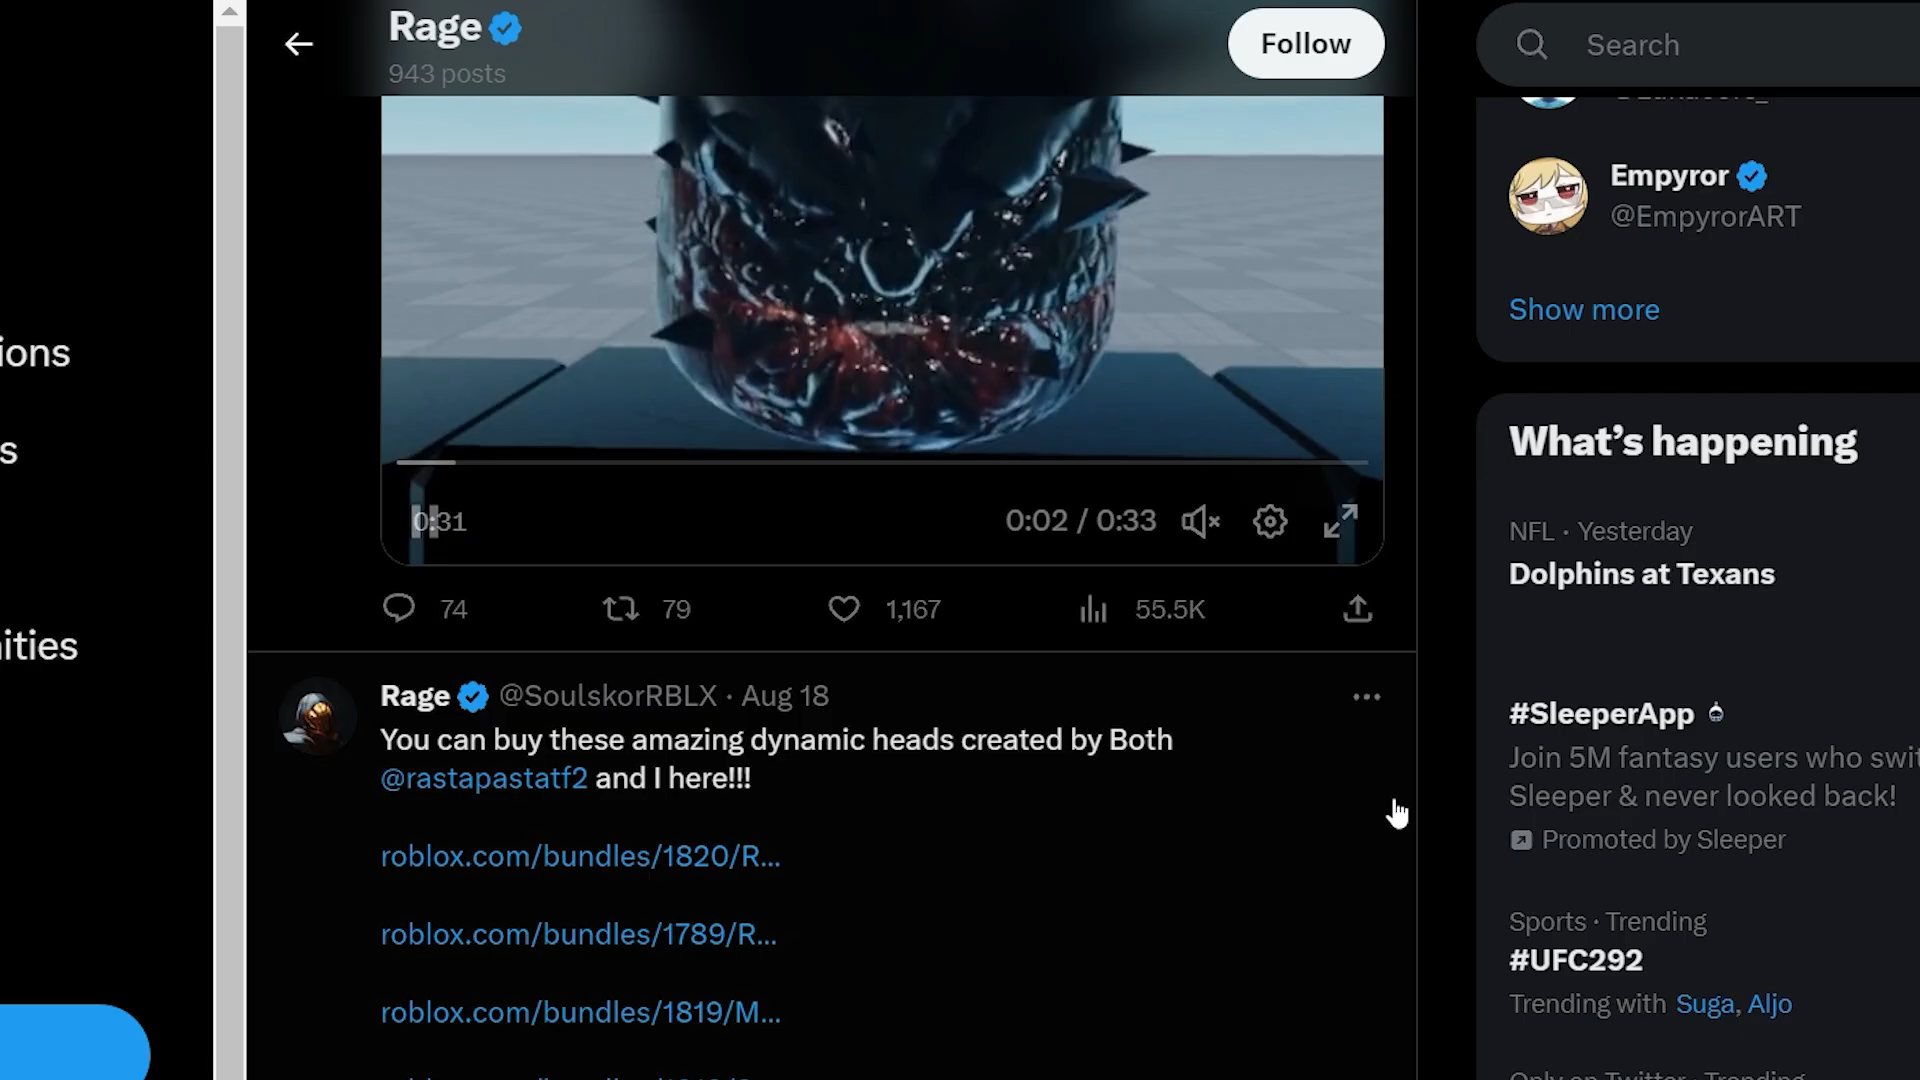 Rage
943 posts
Follow
Search
Empyror
@EmpyrorART
Show more
ions
s
ities
0:31
0:02 / 0:33
74
79
1,167
55.5K
Rage @SoulskorRBLX · Aug 18
You can buy these amazing dynamic heads created by Both
@rastapastatf2 and I here!!!
roblox.com/bundles/1820/R...
roblox.com/bundles/1789/R...
roblox.com/bundles/1819/M...
What's happening
NFL · Yesterday
Dolphins at Texans
#SleeperApp
Join 5M fantasy users who swit
Sleeper & never looked back!
Promoted by Sleeper
Sports · Trending
#UFC292
Trending with Suga, Aljo
Only on Twitter · Trending